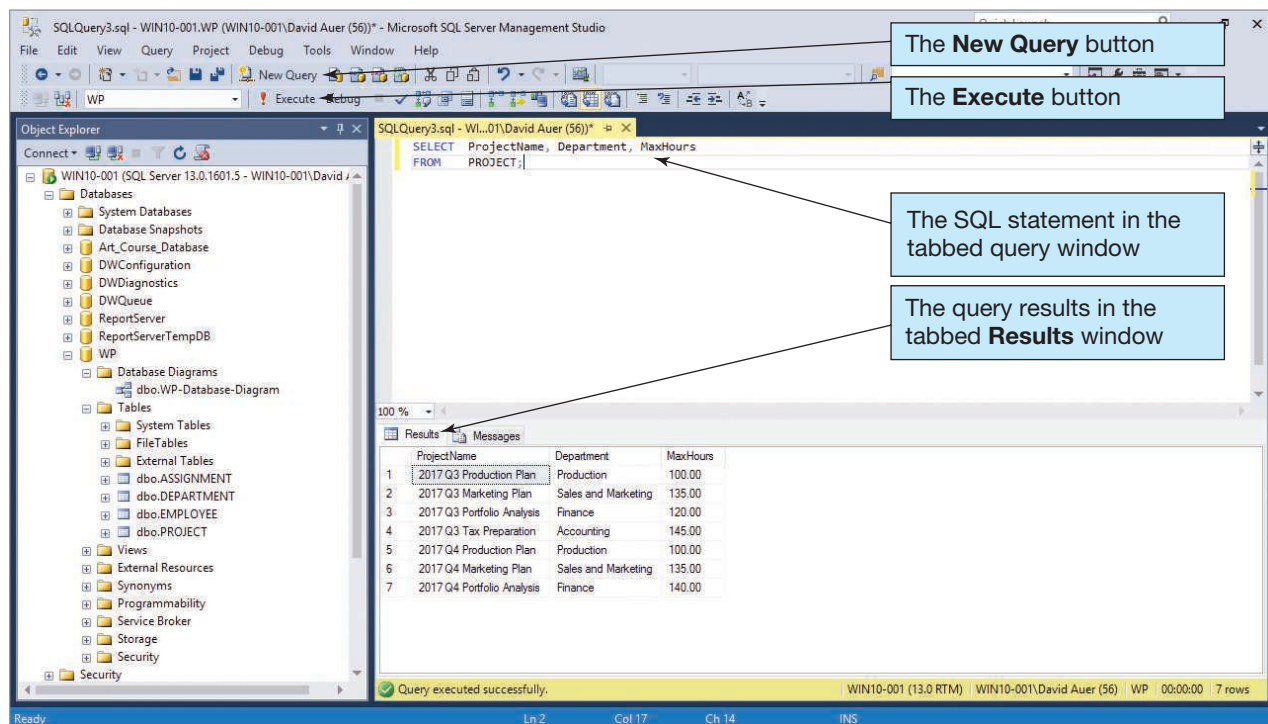 SQLQuery3.sql - WIN10-001.WP (WIN10-001\David Auer (56))* - Microsoft SQL Server Management Studio
File Edit View Query Project Debug Tools Window Help
New Query
WP
Execute Debug
The New Query button
The Execute button
Object Explorer
Connect
WIN10-001 (SQL Server 13.0.1601.5 - WIN10-001\David
Databases
System Databases
Database Snapshots
Art_Course_Database
DWConfiguration
DWDiagnostics
DWQueue
ReportServer
ReportServerTempDB
WP
Database Diagrams
dbo.WP-Database-Diagram
Tables
System Tables
FileTables
External Tables
dbo.ASSIGNMENT
dbo.DEPARTMENT
dbo.EMPLOYEE
dbo.PROJECT
Views
External Resources
Synonyms
Programmability
Service Broker
Storage
Security
Security
SQLQuery3.sql - WI...01\David Auer (56))*
SELECT ProjectName, Department, MaxHours
FROM PROJECT;
The SQL statement in the
tabbed query window
The query results in the
tabbed Results window
100 %
Results Messages
ProjectName Department MaxHours
1 2017 Q3 Production Plan Production 100.00
2 2017 Q3 Marketing Plan Sales and Marketing 135.00
3 2017 Q3 Portfolio Analysis Finance 120.00
4 2017 Q3 Tax Preparation Accounting 145.00
5 2017 Q4 Production Plan Production 100.00
6 2017 Q4 Marketing Plan Sales and Marketing 135.00
7 2017 Q4 Portfolio Analysis Finance 140.00
Query executed successfully. WIN10-001 (13.0 RTM) WIN10-001\David Auer (56) WP 00:00:00 7 rows
Ready Ln 2 Col 17 Ch 14 INS